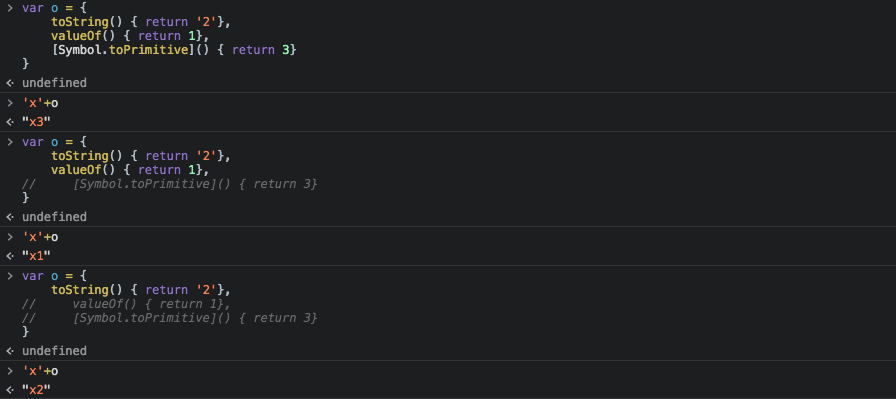 > var o = {
      toString() { return '2'},
      valueOf() { return 1},
      [Symbol.toPrimitive]() { return 3}
  }
<· undefined
> 'x'+o
<· "x3"
> var o = {
      toString() { return '2'},
      valueOf() { return 1},
  //     [Symbol.toPrimitive]() { return 3}
  }
<· undefined
> 'x'+o
<· "x1"
> var o = {
      toString() { return '2'},
  //     valueOf() { return 1},
  //     [Symbol.toPrimitive]() { return 3}
  }
<· undefined
> 'x'+o
<· "x2"